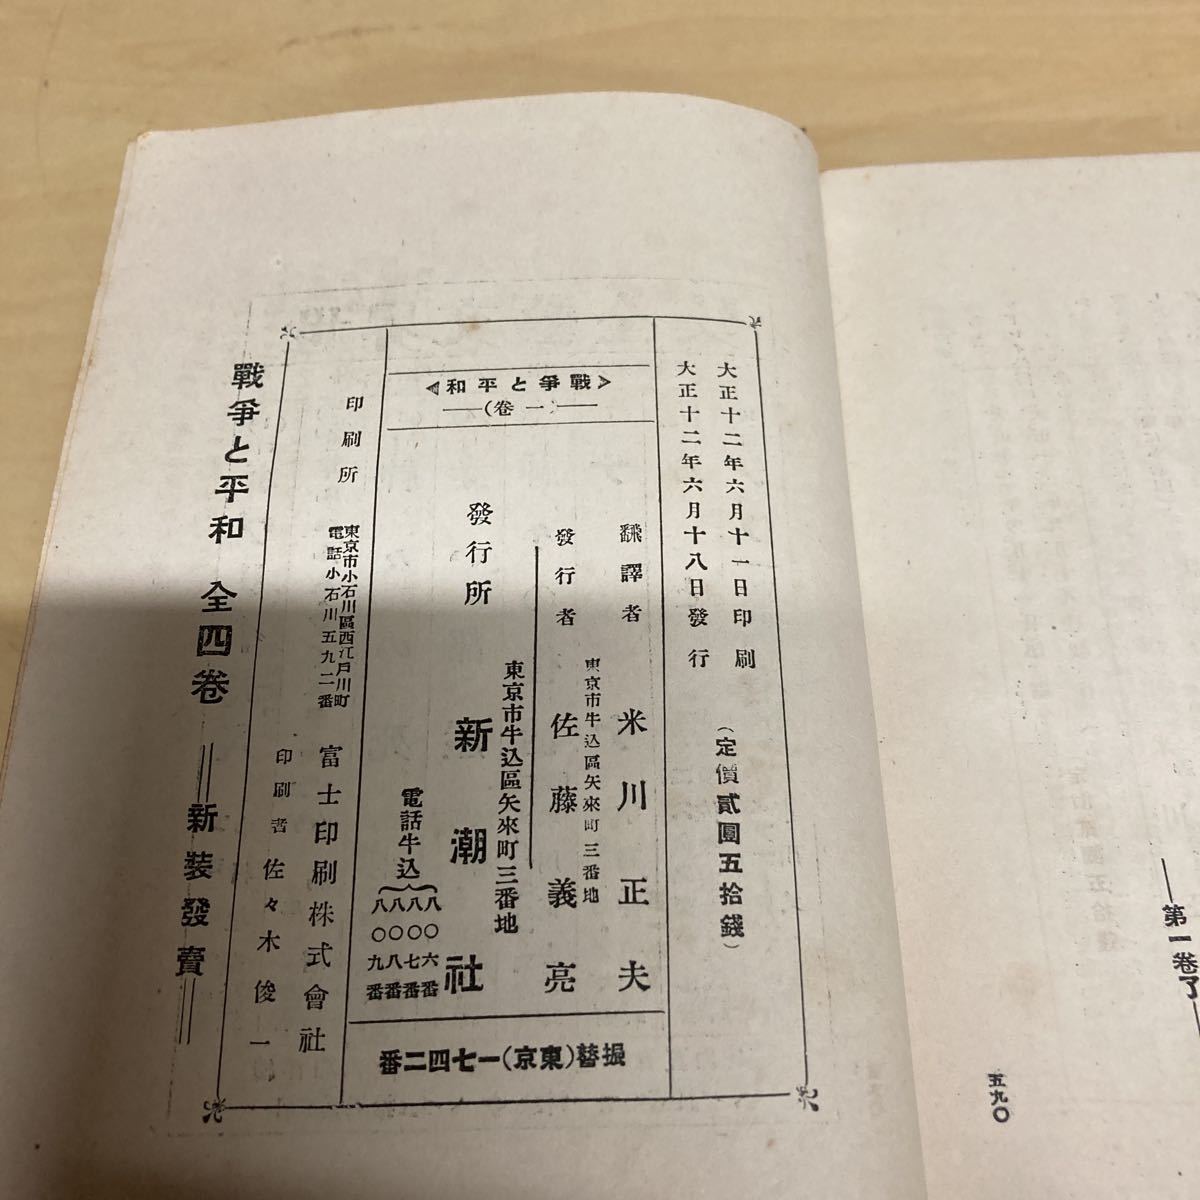 第一卷了
五九〇
大正十二年六月十一日印刷
大正十二年六月十八日發行
(定價貳圓五拾錢)
戰爭と平和
(卷一)
飜譯者 米川正夫
東京市牛込區矢來町三番地
發行者 佐藤義亮
東京市牛込區矢來町三番地
發行所 新潮社
電話牛込
八〇六番
八〇七番
八〇八番
八〇九番
振替(東京)一七四二番
印刷所
東京市小石川區西江戸川町
電話小石川五九二番
富士印刷株式會社
印刷者 佐々木俊一
戰爭と平和 全四卷 新裝發賣